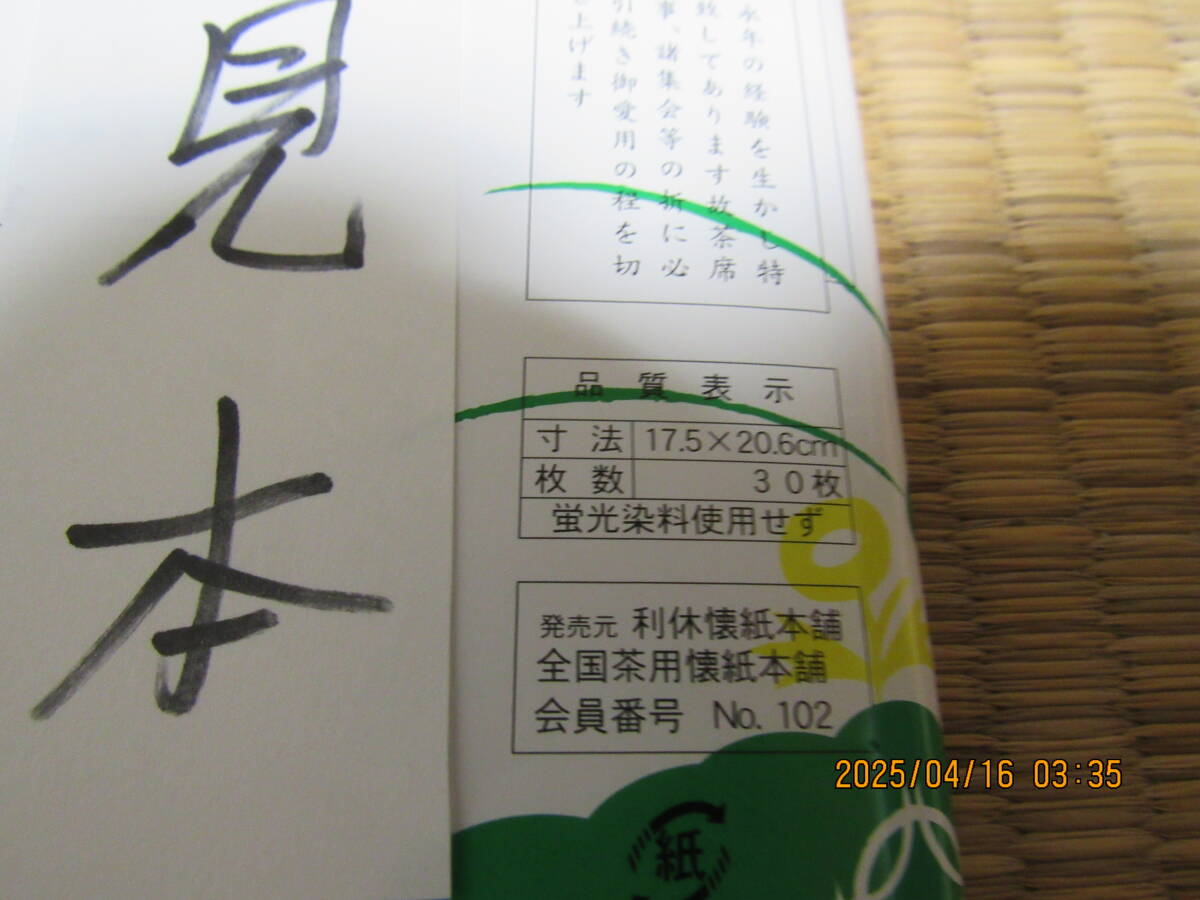 見本
永年の経験を生かし特
致してあります故茶席
事、諸集会等の折に必
引続き御愛用の程を切
上げます
品質表示
寸法 17.5×20.6cm
枚数 30枚
蛍光染料使用せず
発売元 利休懐紙本舗
全国茶用懐紙本舗
会員番号 No. 102
紙
2025/04/16 03:35